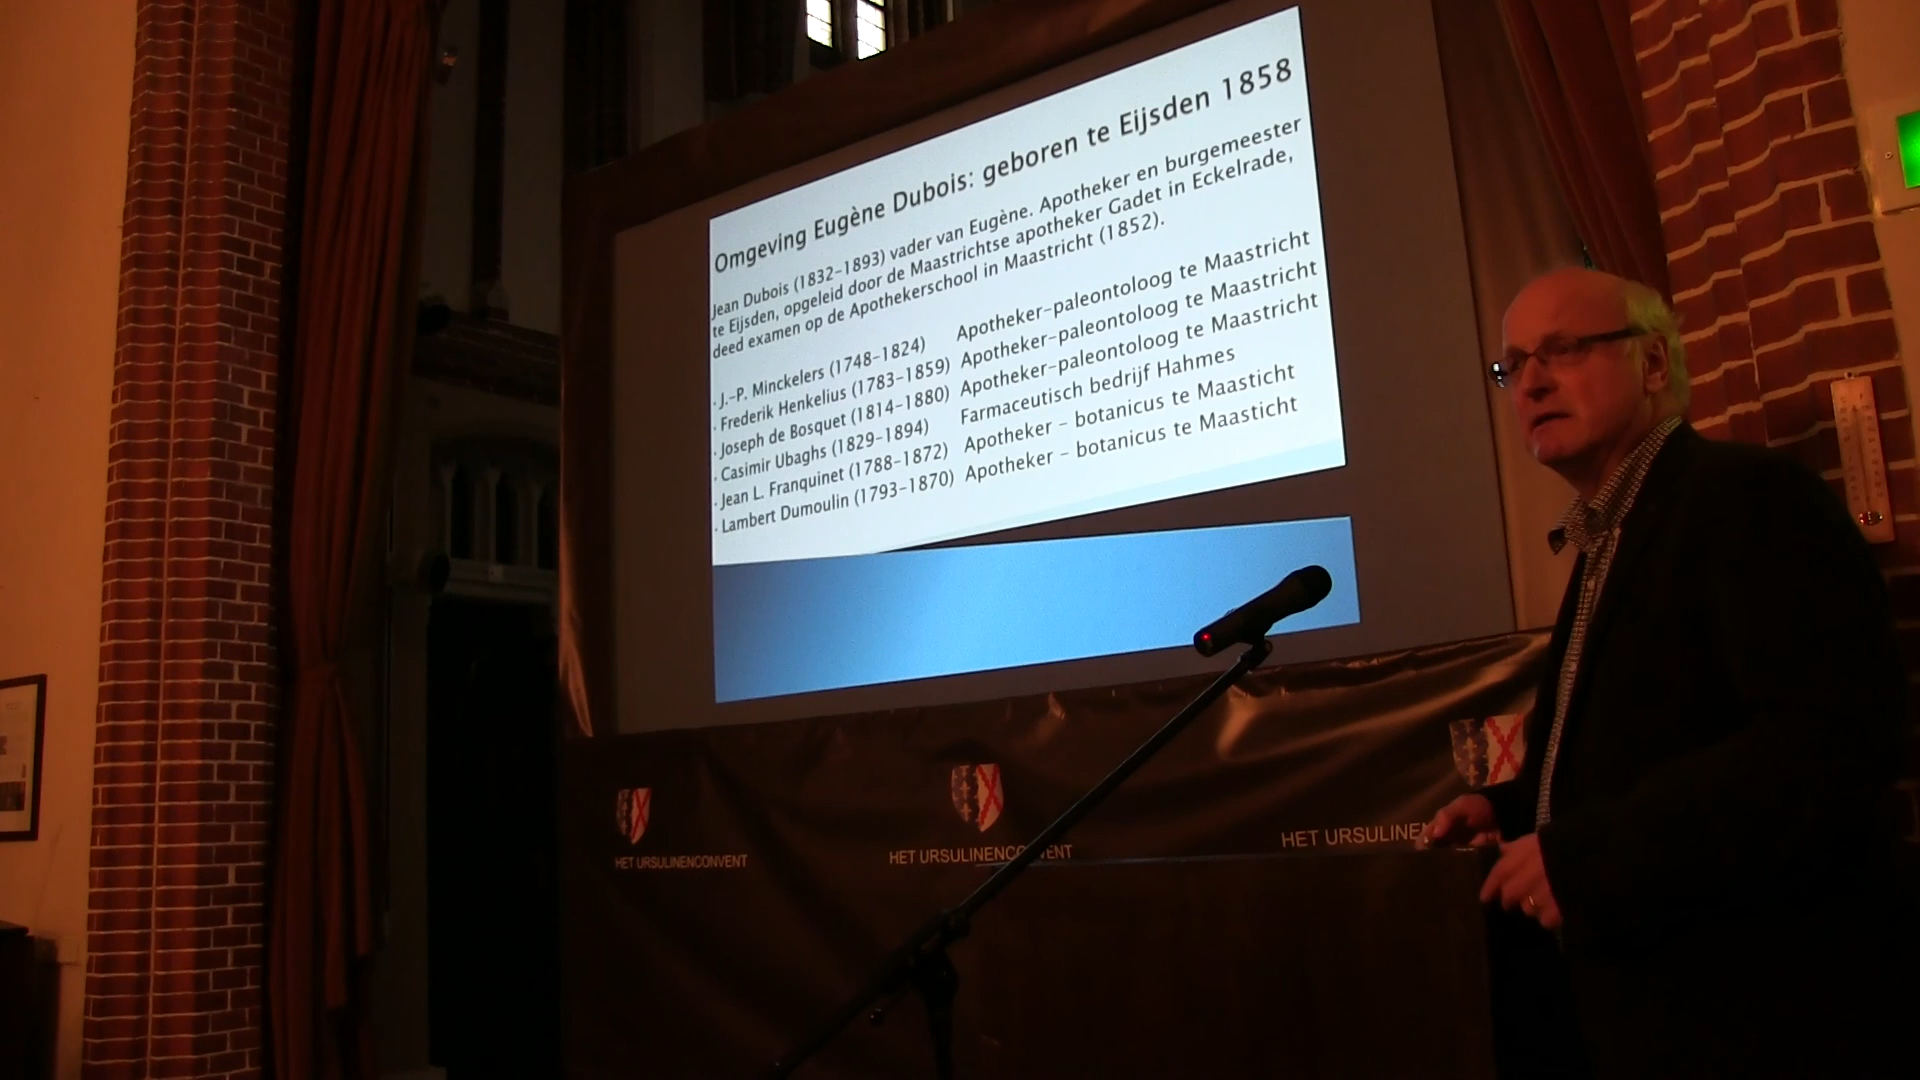 Omgeving Eugène Dubois: geboren te Eijsden 1858
Jean Dubois (1832-1893) vader van Eugène. Apotheker en burgemeester
te Eijsden, opgeleid door de Maastrichtse apotheker Gadet in Eckelrade,
deed examen op de Apothekerschool in Maastricht (1852).
· J.-P. Minckelers (1748-1824) Apotheker-paleontoloog te Maastricht
· Frederik Henkelius (1783-1859) Apotheker-paleontoloog te Maastricht
· Joseph de Bosquet (1814-1880) Apotheker-paleontoloog te Maastricht
· Casimir Ubaghs (1829-1894) Farmaceutisch bedrijf Hahmes
· Jean L. Franquinet (1788-1872) Apotheker - botanicus te Maasticht
· Lambert Dumoulin (1793-1870) Apotheker - botanicus te Maasticht
HET URSULINENCONVENT
HET URSULINENCONVENT
HET URSULINEN